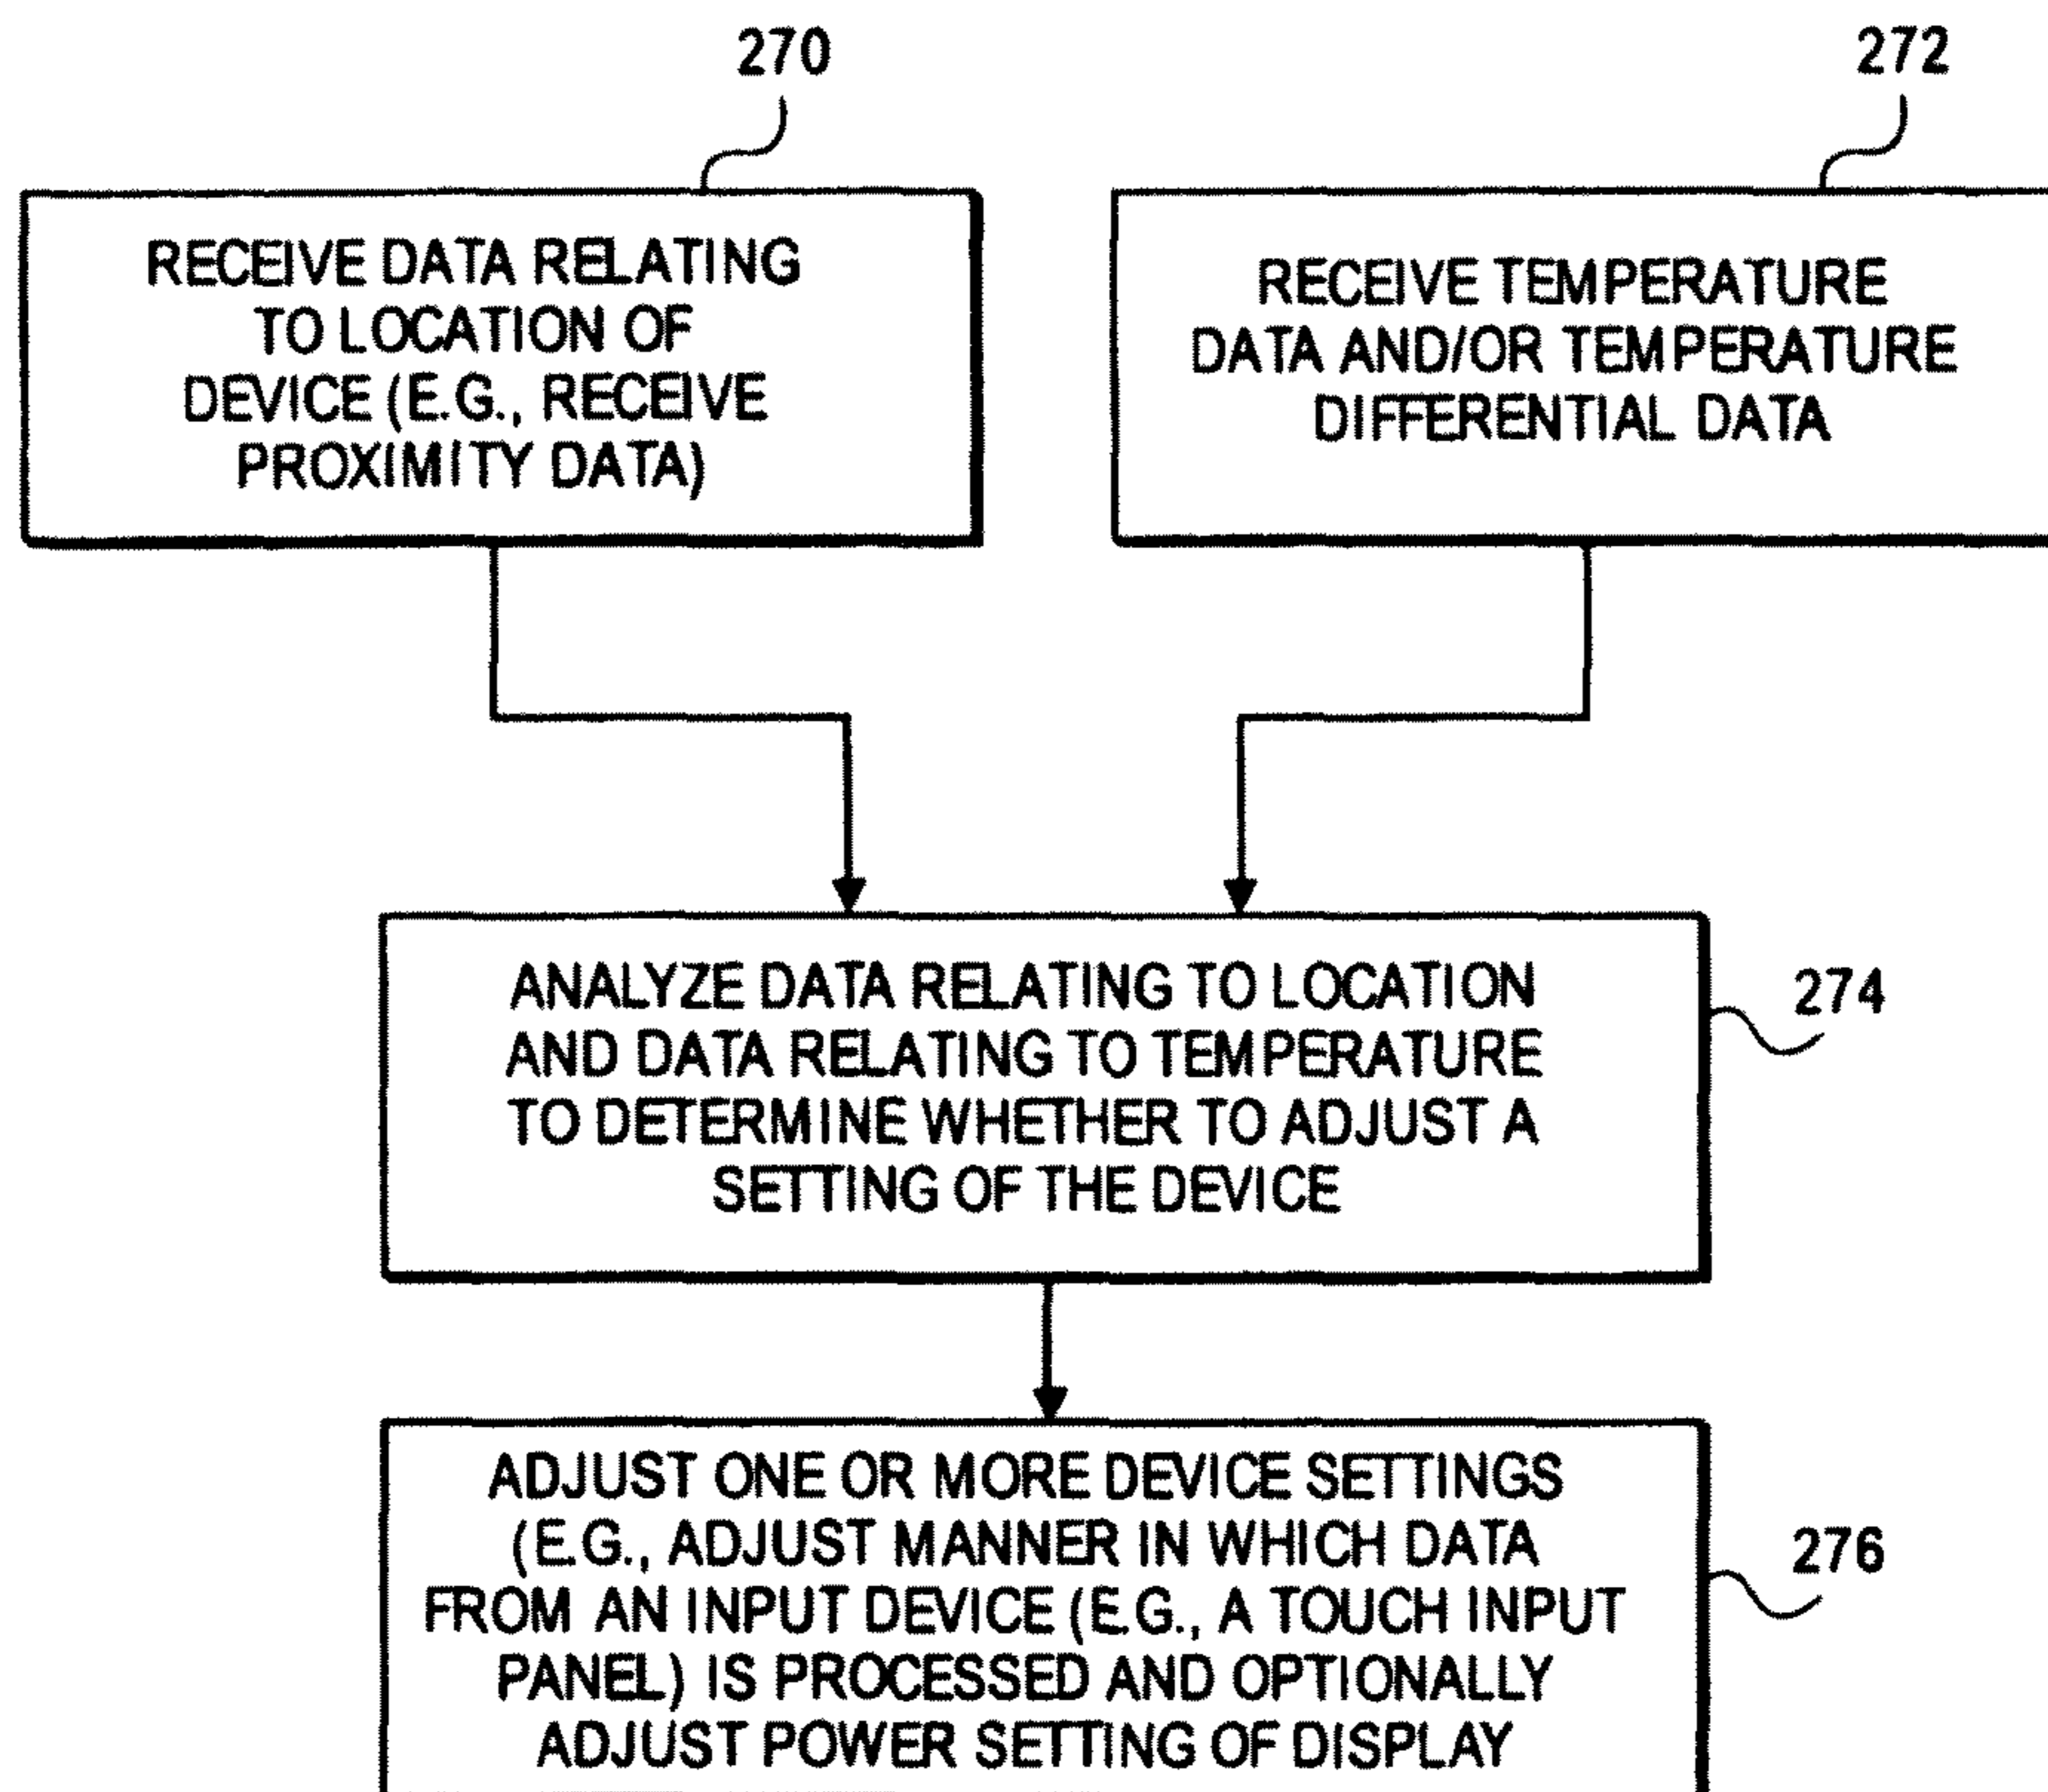 270
RECEIVE DATA RELATING
TO LOCATION OF
DEVICE (E.G., RECEIVE
PROXIMITY DATA)
272
RECEIVE TEMPERATURE
DATA AND/OR TEMPERATURE
DIFFERENTIAL DATA
ANALYZE DATA RELATING TO LOCATION
AND DATA RELATING TO TEMPERATURE
TO DETERMINE WHETHER TO ADJUST A
SETTING OF THE DEVICE
274
ADJUST ONE OR MORE DEVICE SETTINGS
(E.G., ADJUST MANNER IN WHICH DATA
FROM AN INPUT DEVICE (E.G., A TOUCH INPUT
PANEL) IS PROCESSED AND OPTIONALLY
ADJUST POWER SETTING OF DISPLAY
276